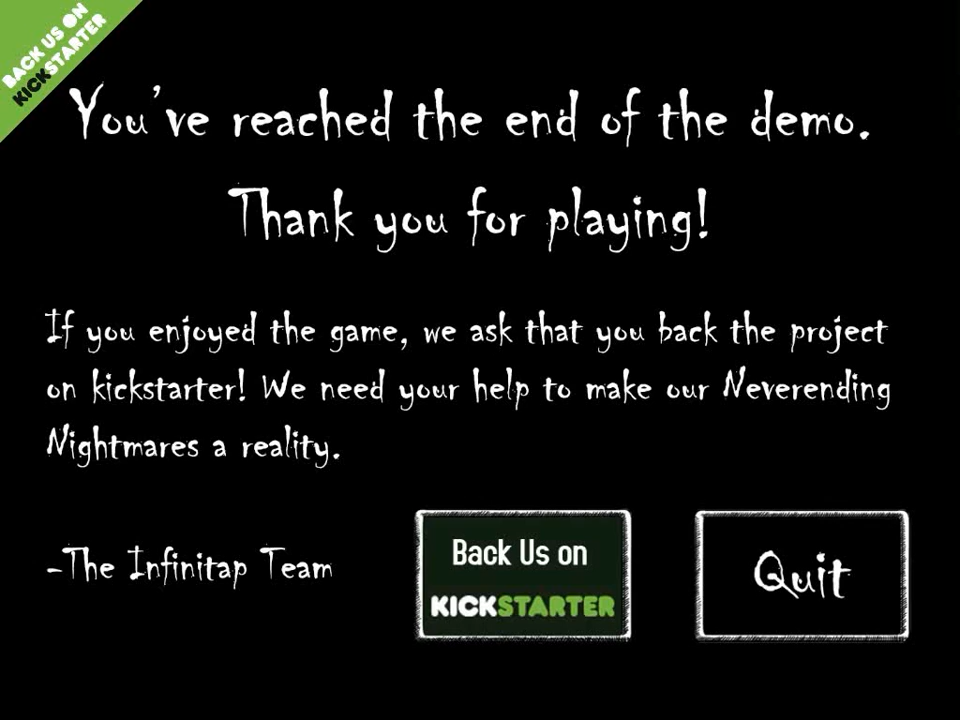 BACK US ON
KICKSTARTER
You've reached the end of the demo.
Thank you for playing!
If you enjoyed the game, we ask that you back the project
on kickstarter! We need your help to make our Neverending
Nightmares a reality.
-The Infinitap Team
Back Us on
KICKSTARTER
Quit